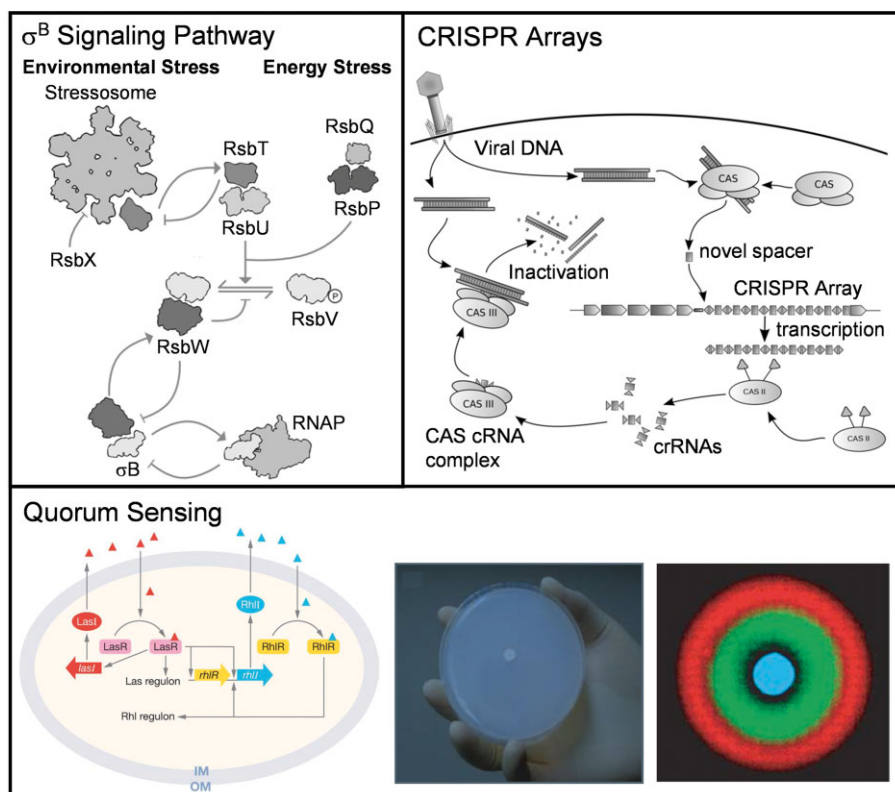 σB Signaling Pathway
Environmental Stress
Energy Stress
Stressosome
RsbT
RsbQ
RsbU
RsbP
RsbX
P
RsbV
RsbW
RNAP
σB
CRISPR Arrays
Viral DNA
CAS
CAS
novel spacer
Inactivation
CRISPR Array
CAS III
transcription
CAS II
CAS III
CAS cRNA
complex
crRNAs
CAS II
Quorum Sensing
LasI
RhlI
LasR
LasR
RhlR
RhlR
lasI
rhlR
rhlI
Las regulon
Rhl regulon
IM
OM